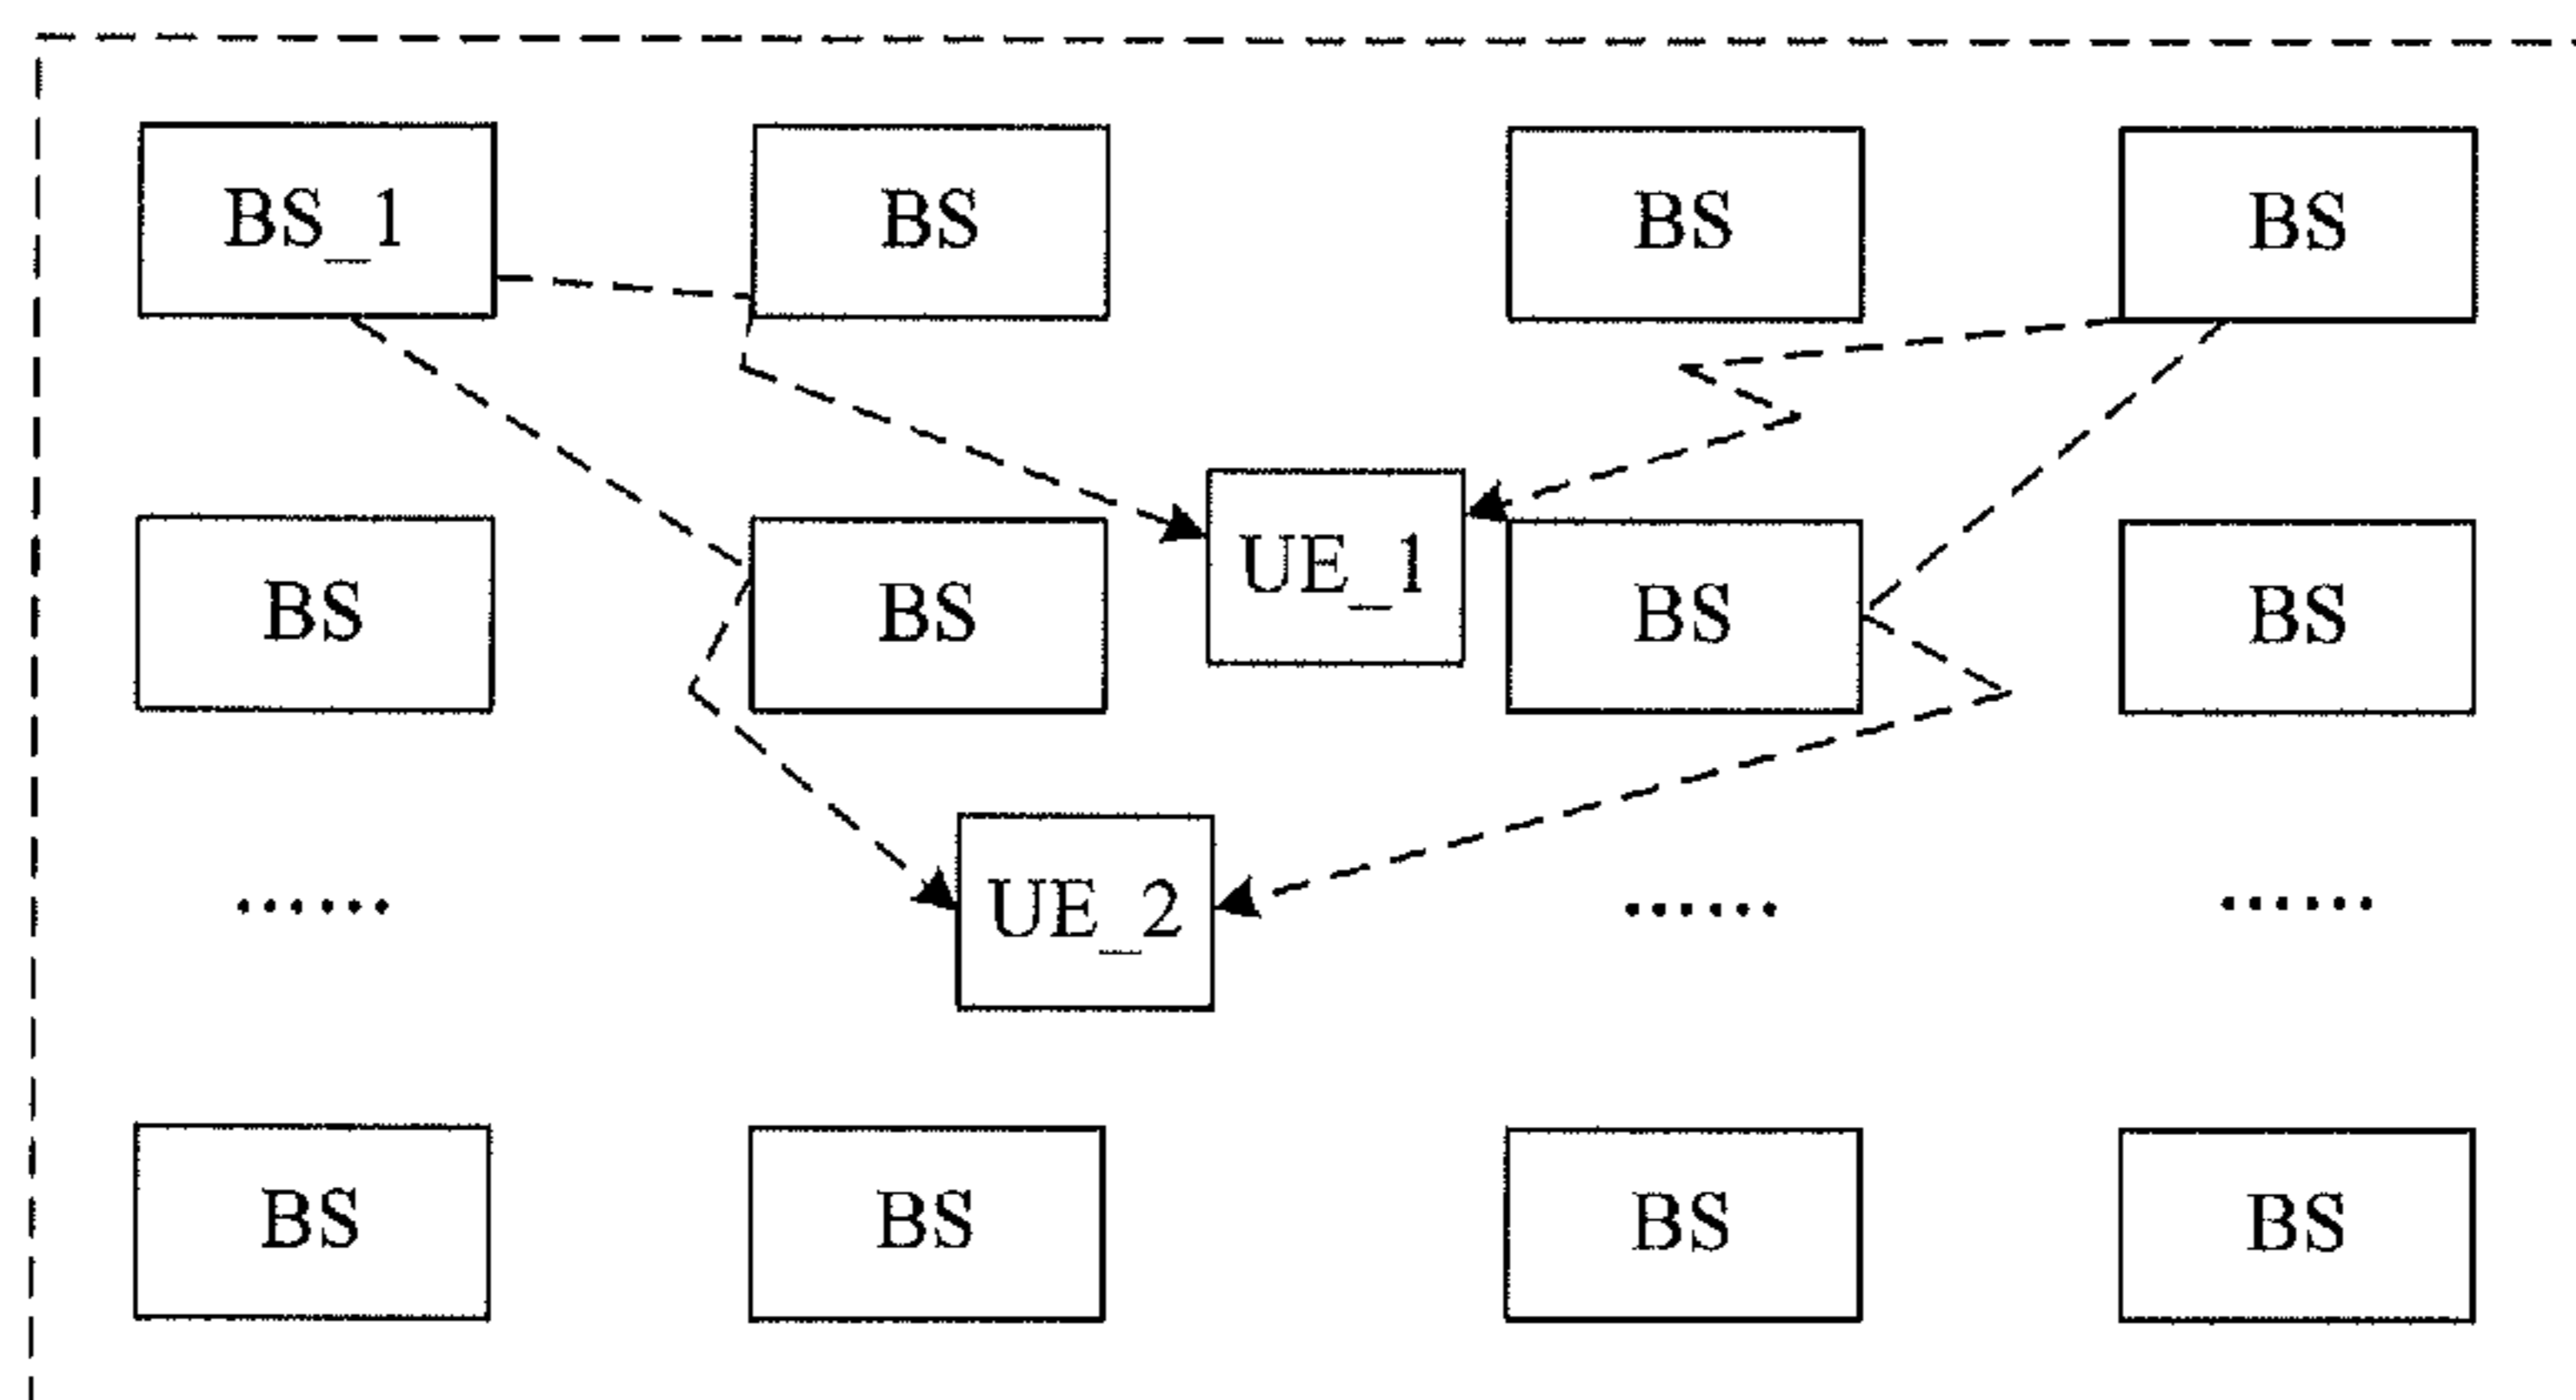 BS_1 BS BS BS
UE_1
BS BS BS BS
...... UE_2 ...... ......
BS BS BS BS